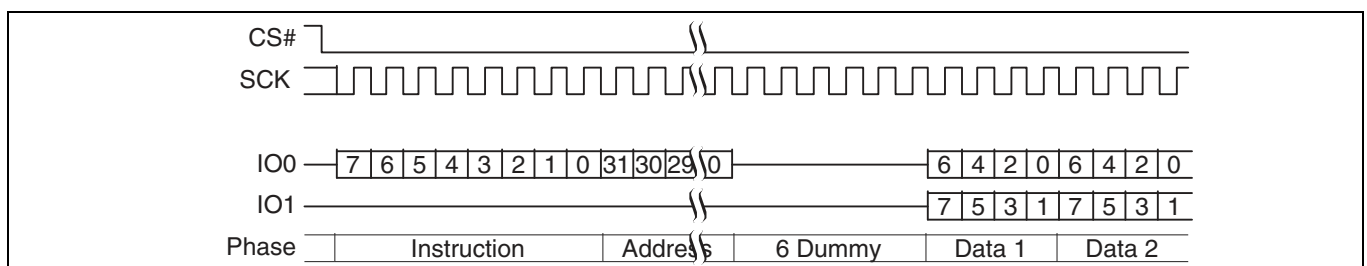 CS#
SCK
IO0 7 6 5 4 3 2 1 0 31 30 29 0 6 4 2 0 6 4 2 0
IO1 7 5 3 1 7 5 3 1
Phase Instruction Address 6 Dummy Data 1 Data 2